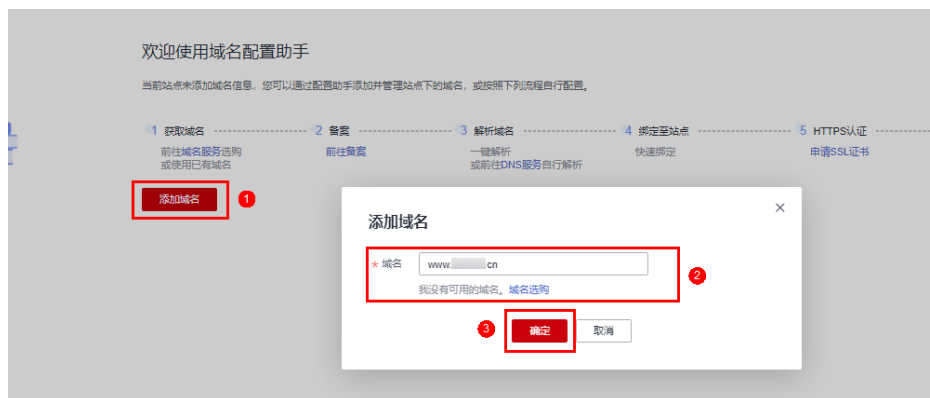 欢迎使用域名配置助手
当前站点未添加域名信息，您可以通过配置助手添加并管理站点下的域名，或按照下列流程自行配置。
1 获取域名 2 备案 3 解析域名 4 绑定至站点 5 HTTPS认证
前往域名服务选购 前往备案 一键解析 快速绑定 申请SSL证书
或使用已有域名 或前往DNS服务自行解析
添加域名 1
添加域名
* 域名 www. .cn 2
我没有可用的域名。域名选购
3 确定 取消